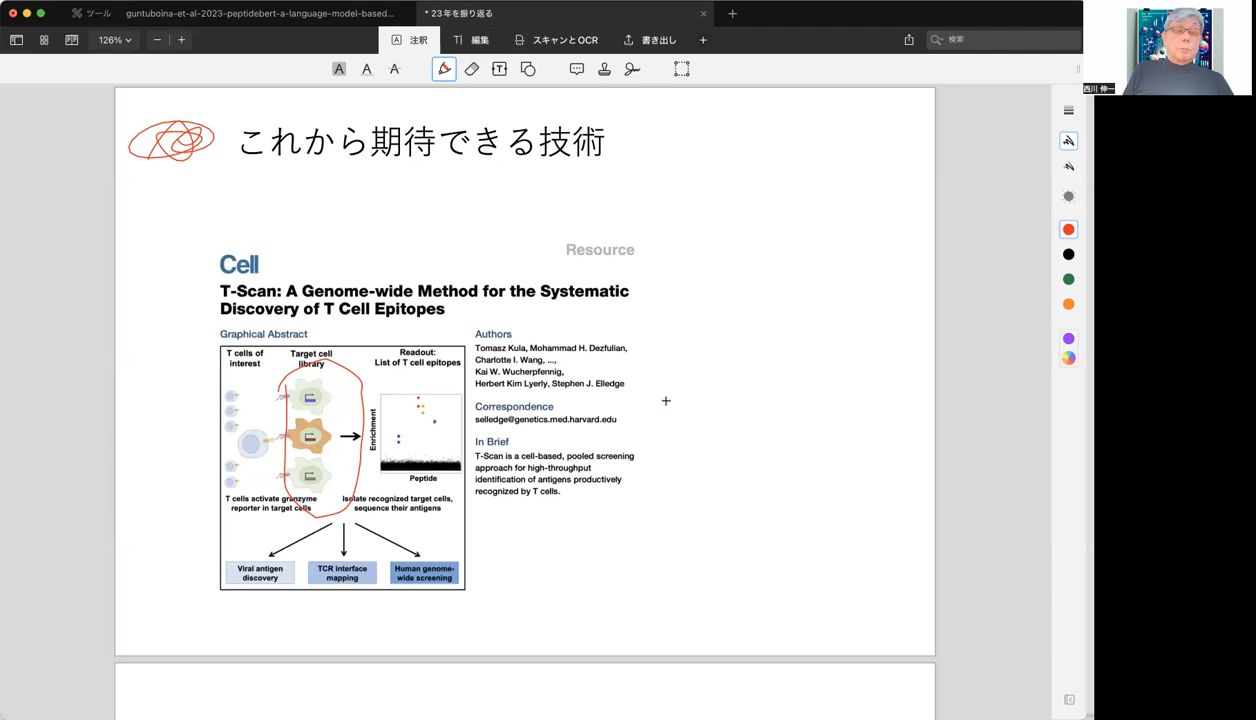 ツール
guntuboina-et-al-2023-peptidebert-a-language-model-based...
* 23年を振り返る
126%
注釈
編集
スキャンとOCR
書き出し
検索
西川 伸一
これから期待できる技術
Resource
Cell
T-Scan: A Genome-wide Method for the Systematic
Discovery of T Cell Epitopes
Graphical Abstract
T cells of
interest
Target cell
library
Readout:
List of T cell epitopes
Enrichment
Peptide
T cells activate granzyme
reporter in target cells
Isolate recognized target cells,
sequence their antigens
Viral antigen
discovery
TCR interface
mapping
Human genome-
wide screening
Authors
Tomasz Kula, Mohammad H. Dezfulian,
Charlotte I. Wang, ...,
Kai W. Wucherpfennig,
Herbert Kim Lyerly, Stephen J. Elledge
Correspondence
selledge@genetics.med.harvard.edu
In Brief
T-Scan is a cell-based, pooled screening
approach for high-throughput
identification of antigens productively
recognized by T cells.